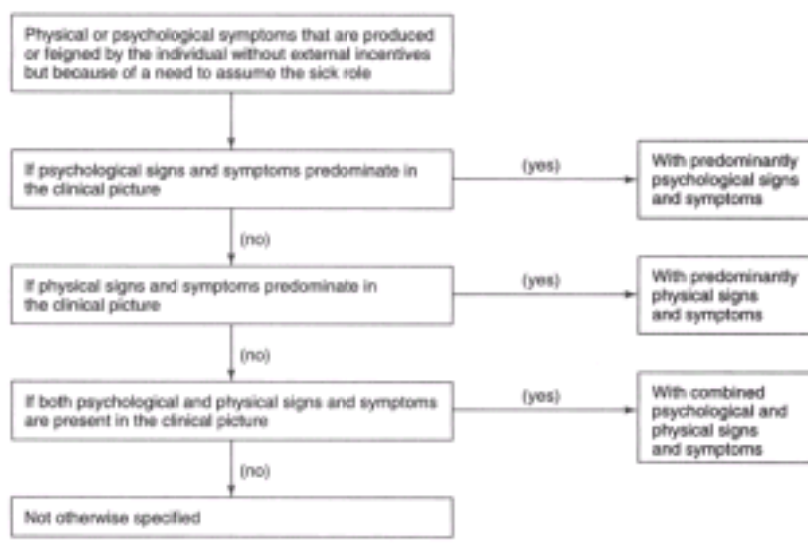 Physical or psychological symptoms that are produced
or feigned by the individual without external incentives
but because of a need to assume the sick role
If psychological signs and symptoms predominate in
the clinical picture
(yes)
With predominantly
psychological signs
and symptoms
(no)
If physical signs and symptoms predominate in
the clinical picture
(yes)
With predominantly
physical signs
and symptoms
(no)
If both psychological and physical signs and symptoms
are present in the clinical picture
(yes)
With combined
psychological and
physical signs
and symptoms
(no)
Not otherwise specified